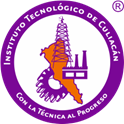 INSTITUTO TECNOLÓGICO DE CULIACÁN
CON LA TÉCNICA AL PROGRESO
®